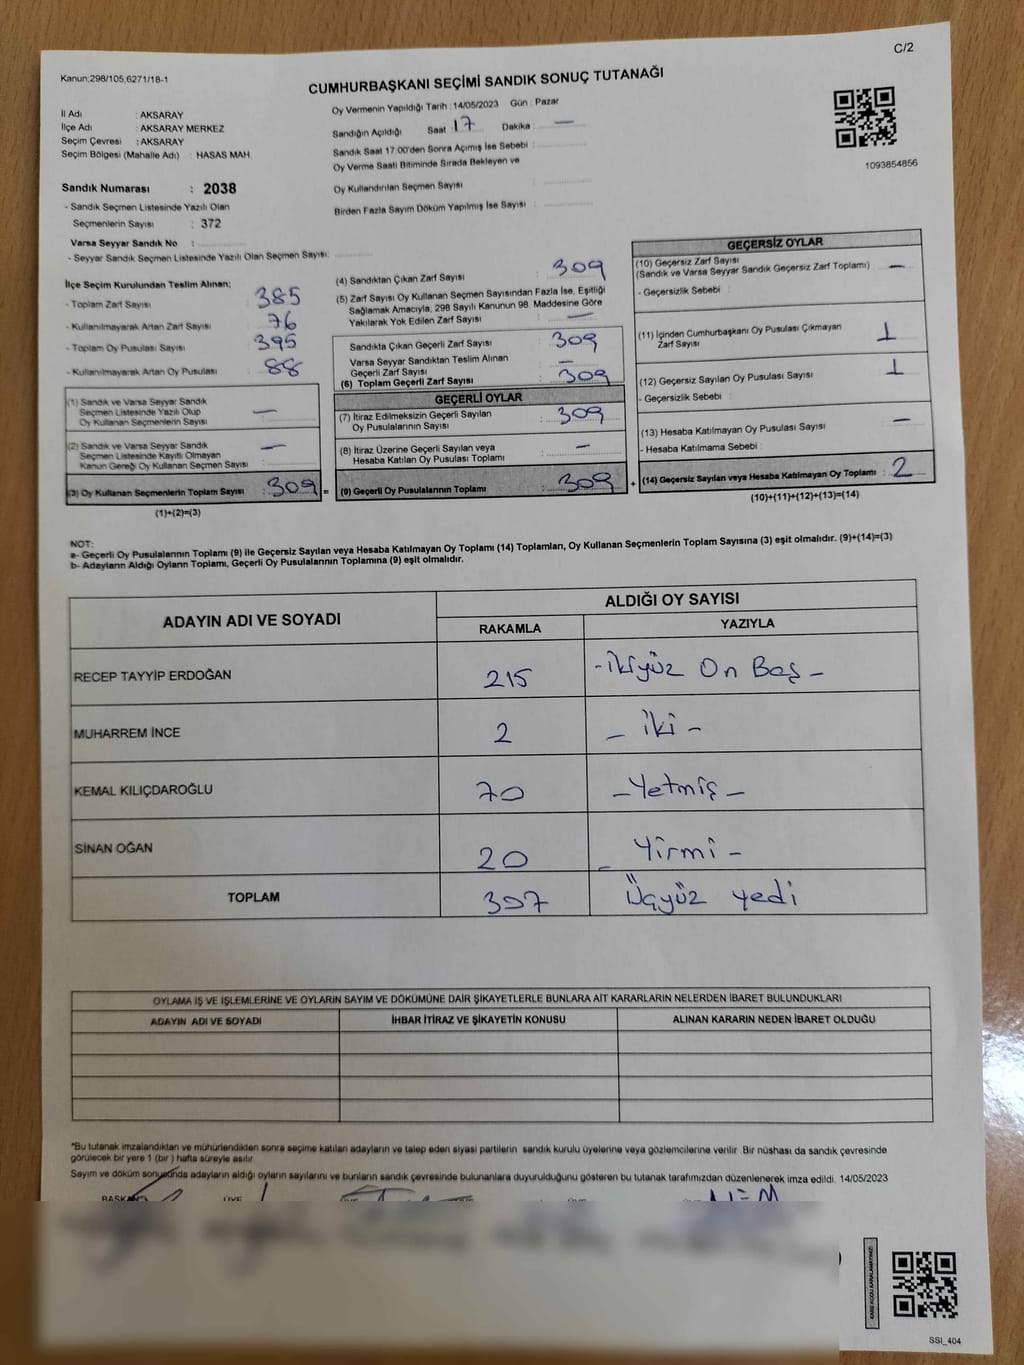 C/2
Kanun;298/105,6271/18-1
CUMHURBAŞKANI SEÇİMİ SANDIK SONUÇ TUTANAĞI
İl Adı : AKSARAY
İlçe Adı : AKSARAY MERKEZ
Seçim Çevresi : AKSARAY
Seçim Bölgesi (Mahalle Adı) : HASAS MAH
Sandık Numarası : 2038
- Sandık Seçmen Listesinde Yazılı Olan
Seçmenlerin Sayısı : 372
Varsa Seyyar Sandık No :
- Seyyar Sandık Seçmen Listesinde Yazılı Olan Seçmen Sayısı:
Oy Vermenin Yapıldığı Tarih : 14/05/2023 Gün : Pazar
Sandığın Açıldığı Saat : 17 Dakika : —
Sandık Saat 17:00'den Sonra Açımış İse Sebebi :
Oy Verme Saati Bitiminde Sırada Bekleyen ve
Oy Kullandırılan Seçmen Sayısı :
Birden Fazla Sayım Döküm Yapılmış İse Sayısı :
1093854856
İlçe Seçim Kurulundan Teslim Alınan;
- Toplam Zarf Sayısı : 385
- Kullanılmayarak Artan Zarf Sayısı : 76
- Toplam Oy Pusulası Sayısı : 395
- Kullanılmayarak Artan Oy Pusulası : 88
(1) Sandık ve Varsa Seyyar Sandık
Seçmen Listesinde Yazılı Olup
Oy Kullanan Seçmenlerin Sayısı : —
(2) Sandık ve Varsa Seyyar Sandık
Seçmen Listesinde Kayıtlı Olmayan
Kanun Gereği Oy Kullanan Seçmen Sayısı : —
(3) Oy Kullanan Seçmenlerin Toplam Sayısı : 309 =
(1)+(2)=(3)
(4) Sandıktan Çıkan Zarf Sayısı : 309
(5) Zarf Sayısı Oy Kullanan Seçmen Sayısından Fazla İse, Eşitliği
Sağlamak Amacıyla, 298 Sayılı Kanunun 98. Maddesine Göre
Yakılarak Yok Edilen Zarf Sayısı : —
Sandıkta Çıkan Geçerli Zarf Sayısı : 309
Varsa Seyyar Sandıktan Teslim Alınan
Geçerli Zarf Sayısı : —
(6) Toplam Geçerli Zarf Sayısı : 309
GEÇERLİ OYLAR
(7) İtiraz Edilmeksizin Geçerli Sayılan
Oy Pusulalarının Sayısı : 309
(8) İtiraz Üzerine Geçerli Sayılan veya
Hesaba Katılan Oy Pusulası Toplamı : —
(9) Geçerli Oy Pusulalarının Toplamı : 309 +
GEÇERSİZ OYLAR
(10) Geçersiz Zarf Sayısı
(Sandık ve Varsa Seyyar Sandık Geçersiz Zarf Toplamı) : —
- Geçersizlik Sebebi :
(11) İçinden Cumhurbaşkanı Oy Pusulası Çıkmayan
Zarf Sayısı : 1
(12) Geçersiz Sayılan Oy Pusulası Sayısı : 1
- Geçersizlik Sebebi :
(13) Hesaba Katılmayan Oy Pusulası Sayısı : —
- Hesaba Katılmama Sebebi :
(14) Geçersiz Sayılan veya Hesaba Katılmayan Oy Toplamı : 2
(10)+(11)+(12)+(13)=(14)
NOT:
a- Geçerli Oy Pusulalarının Toplamı (9) ile Geçersiz Sayılan veya Hesaba Katılmayan Oy Toplamı (14) Toplamları, Oy Kullanan Seçmenlerin Toplam Sayısına (3) eşit olmalıdır. (9)+(14)=(3)
b- Adayların Aldığı Oyların Toplamı, Geçerli Oy Pusulalarının Toplamına (9) eşit olmalıdır.
ADAYIN ADI VE SOYADI ALDIĞI OY SAYISI
RAKAMLA YAZIYLA
RECEP TAYYİP ERDOĞAN 215 -İkiyüz On Beş-
MUHARREM İNCE 2 - iki -
KEMAL KILIÇDAROĞLU 70 -Yetmiş-
SİNAN OĞAN 20 - Yirmi -
TOPLAM 307 Üçyüz yedi
OYLAMA İŞ VE İŞLEMLERİNE VE OYLARIN SAYIM VE DÖKÜMÜNE DAİR ŞİKAYETLERLE BUNLARA AİT KARARLARIN NELERDEN İBARET BULUNDUKLARI
ADAYIN ADI VE SOYADI İHBAR İTİRAZ VE ŞİKAYETİN KONUSU ALINAN KARARIN NEDEN İBARET OLDUĞU
*Bu tutanak imzalandıktan ve mühürlendikten sonra seçime katılan adayların ve talep eden siyasi partilerin sandık kurulu üyelerine veya gözlemcilerine verilir. Bir nüshası da sandık çevresinde
görülecek bir yere 1 (bir) hafta süreyle asılır.
Sayım ve döküm sonucunda adayların aldığı oyların sayılarını ve bunların sandık çevresinde bulunanlara duyurulduğunu gösteren bu tutanak tarafımızdan düzenlenerek imza edildi. 14/05/2023
BAŞKAN ÜYE
SSI_404